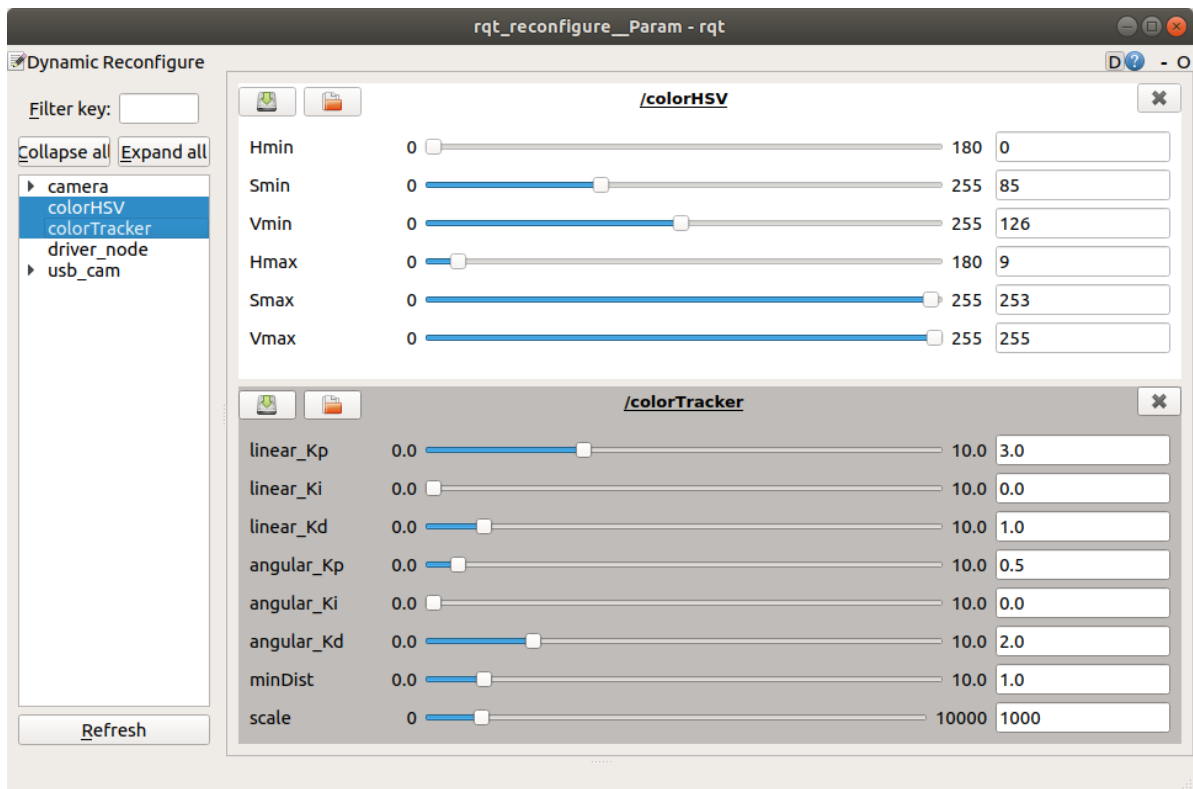 rqt_reconfigure__Param - rqt
Dynamic Reconfigure D ? - O
Filter key:
Collapse all Expand all
camera
colorHSV
colorTracker
driver_node
usb_cam
Refresh
/colorHSV
Hmin 0 180 0
Smin 0 255 85
Vmin 0 255 126
Hmax 0 180 9
Smax 0 255 253
Vmax 0 255 255
/colorTracker
linear_Kp 0.0 10.0 3.0
linear_Ki 0.0 10.0 0.0
linear_Kd 0.0 10.0 1.0
angular_Kp 0.0 10.0 0.5
angular_Ki 0.0 10.0 0.0
angular_Kd 0.0 10.0 2.0
minDist 0.0 10.0 1.0
scale 0 10000 1000